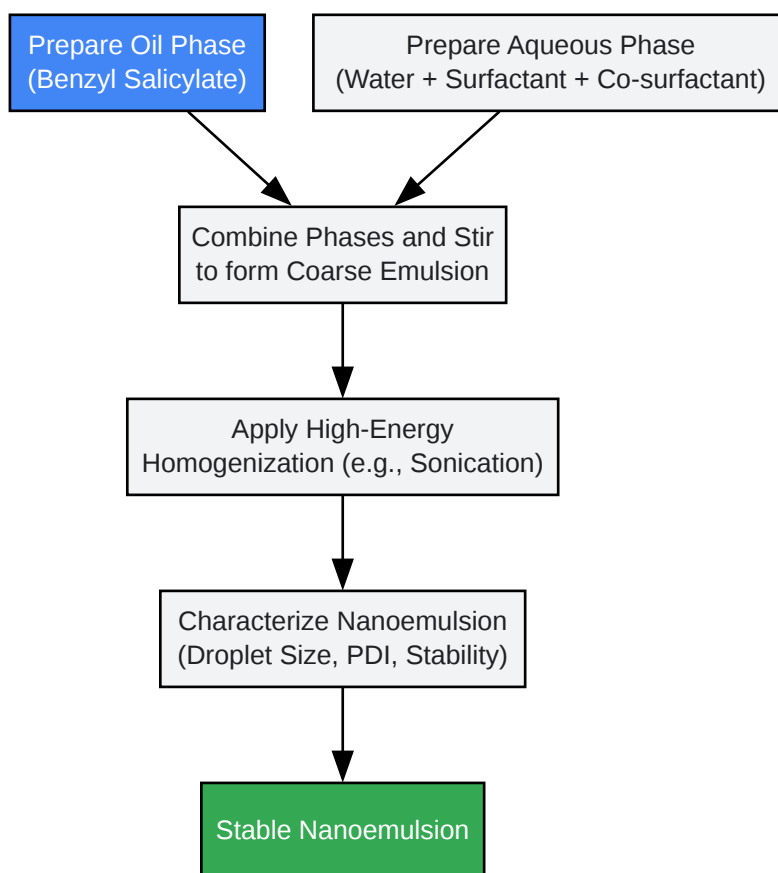 Prepare Oil Phase
(Benzyl Salicylate)
Prepare Aqueous Phase
(Water + Surfactant + Co-surfactant)
Combine Phases and Stir
to form Coarse Emulsion
Apply High-Energy
Homogenization (e.g., Sonication)
Characterize Nanoemulsion
(Droplet Size, PDI, Stability)
Stable Nanoemulsion